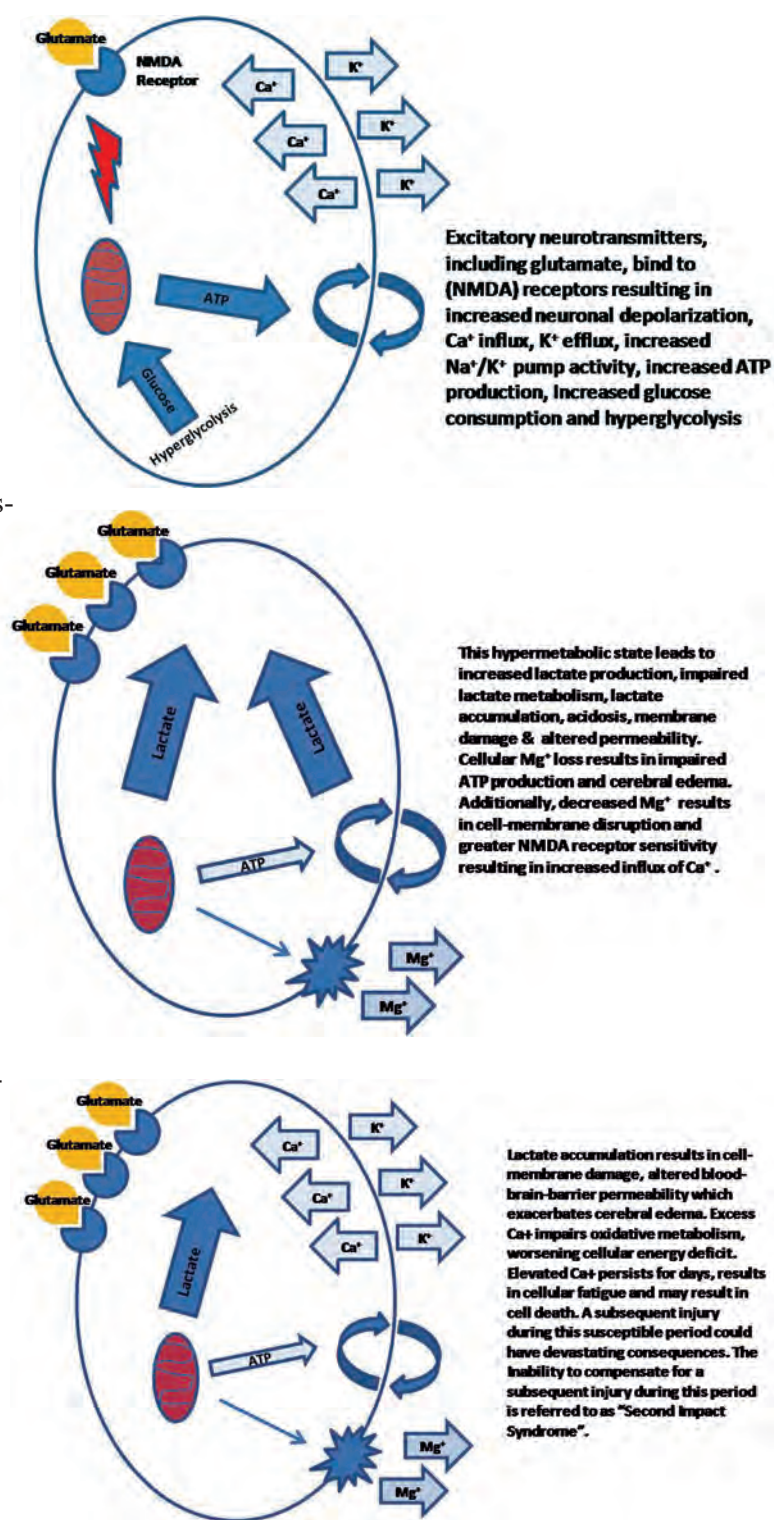 Glutamate
NMDA
Receptor
Ca⁺
K⁺
Ca⁺
K⁺
Ca⁺
K⁺
ATP
Glucose
Hyperglycolysis
Excitatory neurotransmitters,
including glutamate, bind to
(NMDA) receptors resulting in
increased neuronal depolarization,
Ca⁺ influx, K⁺ efflux, increased
Na⁺/K⁺ pump activity, increased ATP
production, Increased glucose
consumption and hyperglycolysis
s-
Glutamate
Glutamate
Glutamate
Lactate
Lactate
ATP
Mg⁺
Mg⁺
This hypermetabolic state leads to
increased lactate production, impaired
lactate metabolism, lactate
accumulation, acidosis, membrane
damage & altered permeability.
Cellular Mg⁺ loss results in impaired
ATP production and cerebral edema.
Additionally, decreased Mg⁺ results
in cell-membrane disruption and
greater NMDA receptor sensitivity
resulting in increased influx of Ca⁺ .
-
Glutamate
Glutamate
Glutamate
Ca⁺
K⁺
Ca⁺
K⁺
Ca⁺
K⁺
Lactate
ATP
Mg⁺
Mg⁺
Lactate accumulation results in cell-
membrane damage, altered blood-
brain-barrier permeability which
exacerbates cerebral edema. Excess
Ca+ impairs oxidative metabolism,
worsening cellular energy deficit.
Elevated Ca+ persists for days, results
in cellular fatigue and may result in
cell death. A subsequent injury
during this susceptible period could
have devastating consequences. The
Inability to compensate for a
subsequent injury during this period
is referred to as "Second Impact
Syndrome".